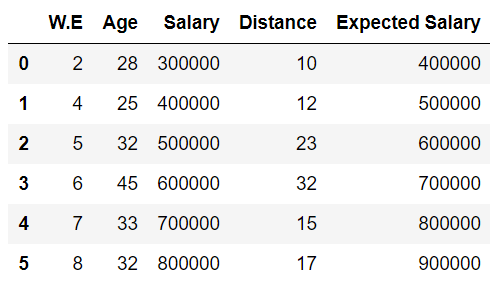 W.E Age Salary Distance Expected Salary
0 2 28 300000 10 400000
1 4 25 400000 12 500000
2 5 32 500000 23 600000
3 6 45 600000 32 700000
4 7 33 700000 15 800000
5 8 32 800000 17 900000